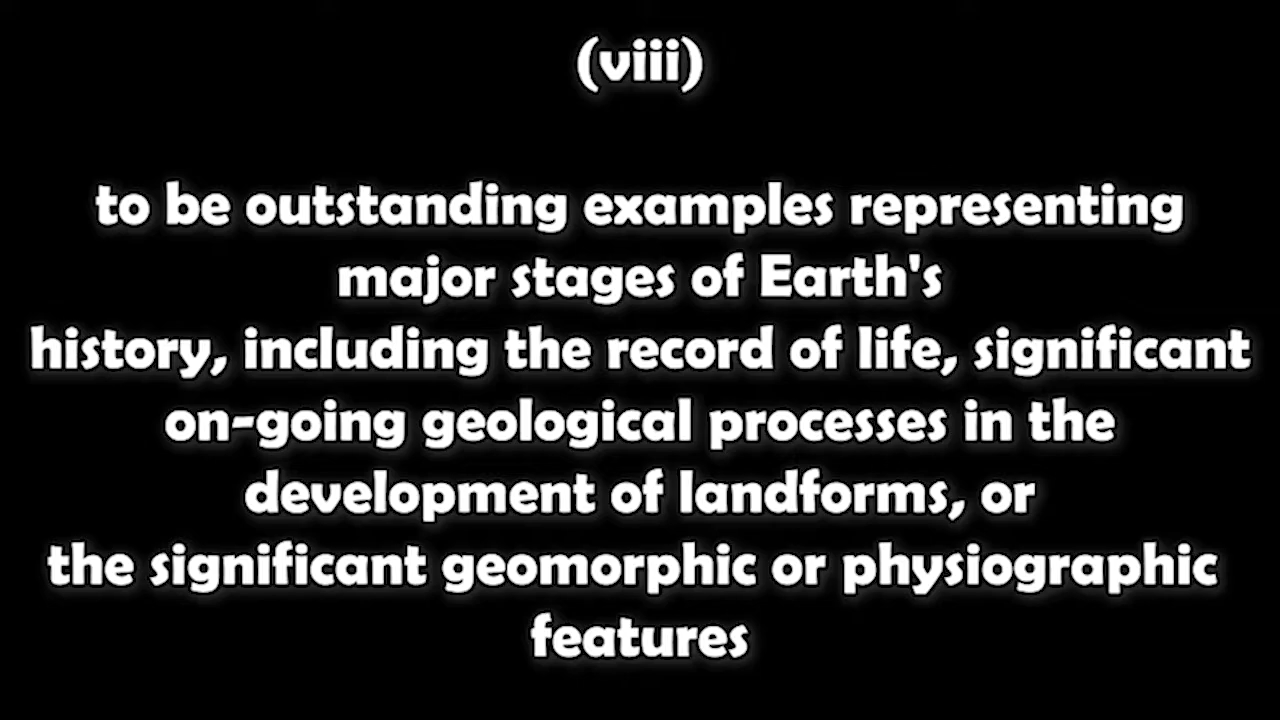 (viii)
to be outstanding examples representing
major stages of Earth's
history, including the record of life, significant
on-going geological processes in the
development of landforms, or
the significant geomorphic or physiographic
features